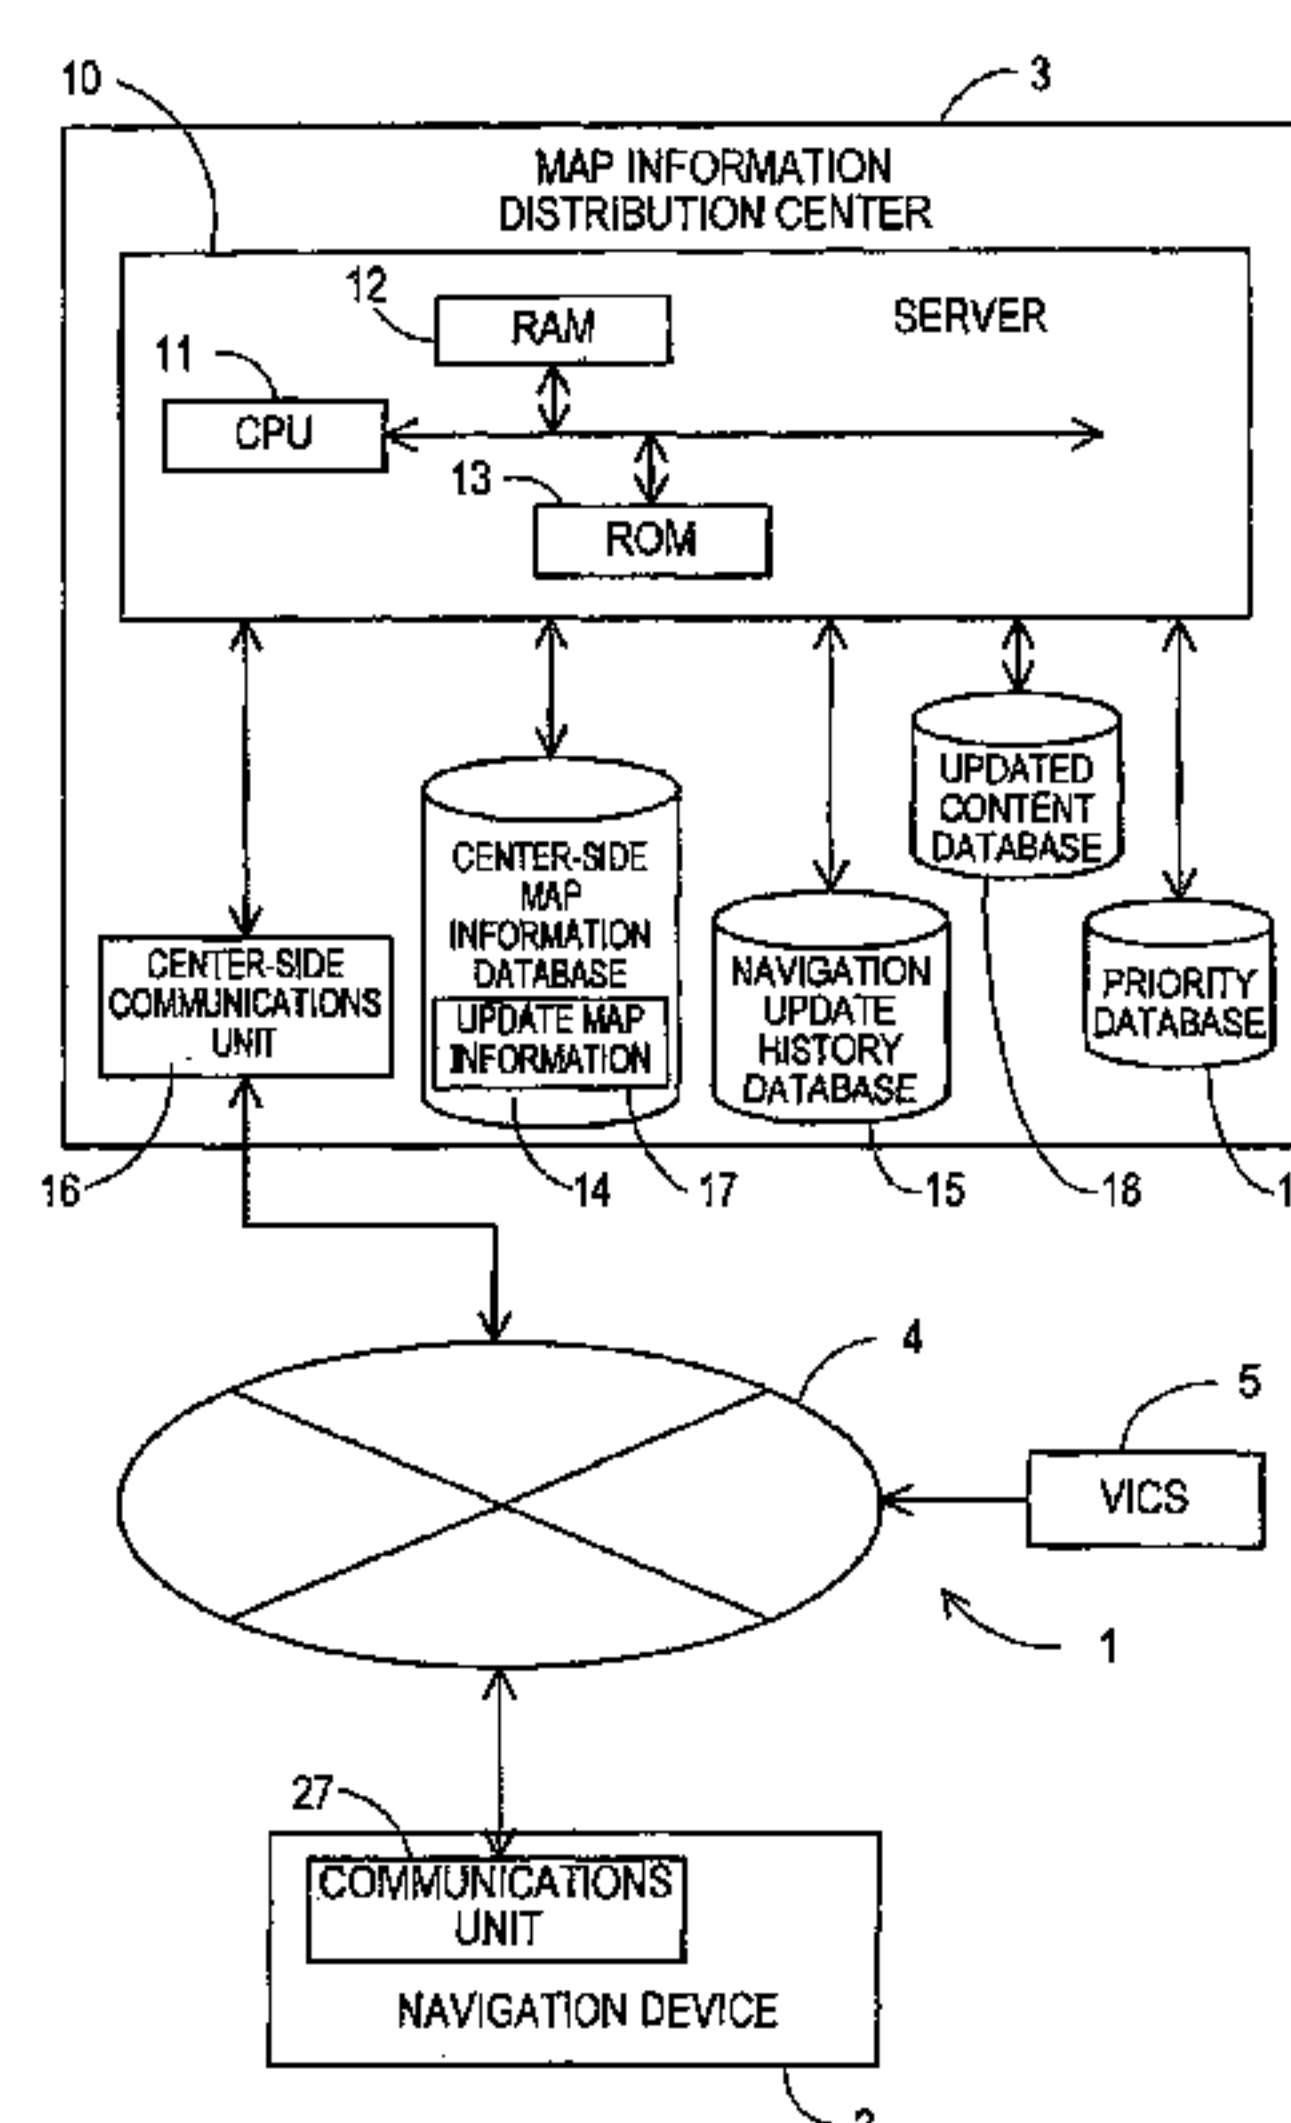 10
3
MAP INFORMATION
DISTRIBUTION CENTER
12
RAM
SERVER
11
CPU
13
ROM
UPDATED
CONTENT
DATABASE
CENTER-SIDE
MAP
INFORMATION
DATABASE
UPDATE MAP
INFORMATION
NAVIGATION
UPDATE
HISTORY
DATABASE
PRIORITY
DATABASE
CENTER-SIDE
COMMUNICATIONS
UNIT
16
14
17
15
18
4
5
VICS
1
27
COMMUNICATIONS
UNIT
NAVIGATION DEVICE